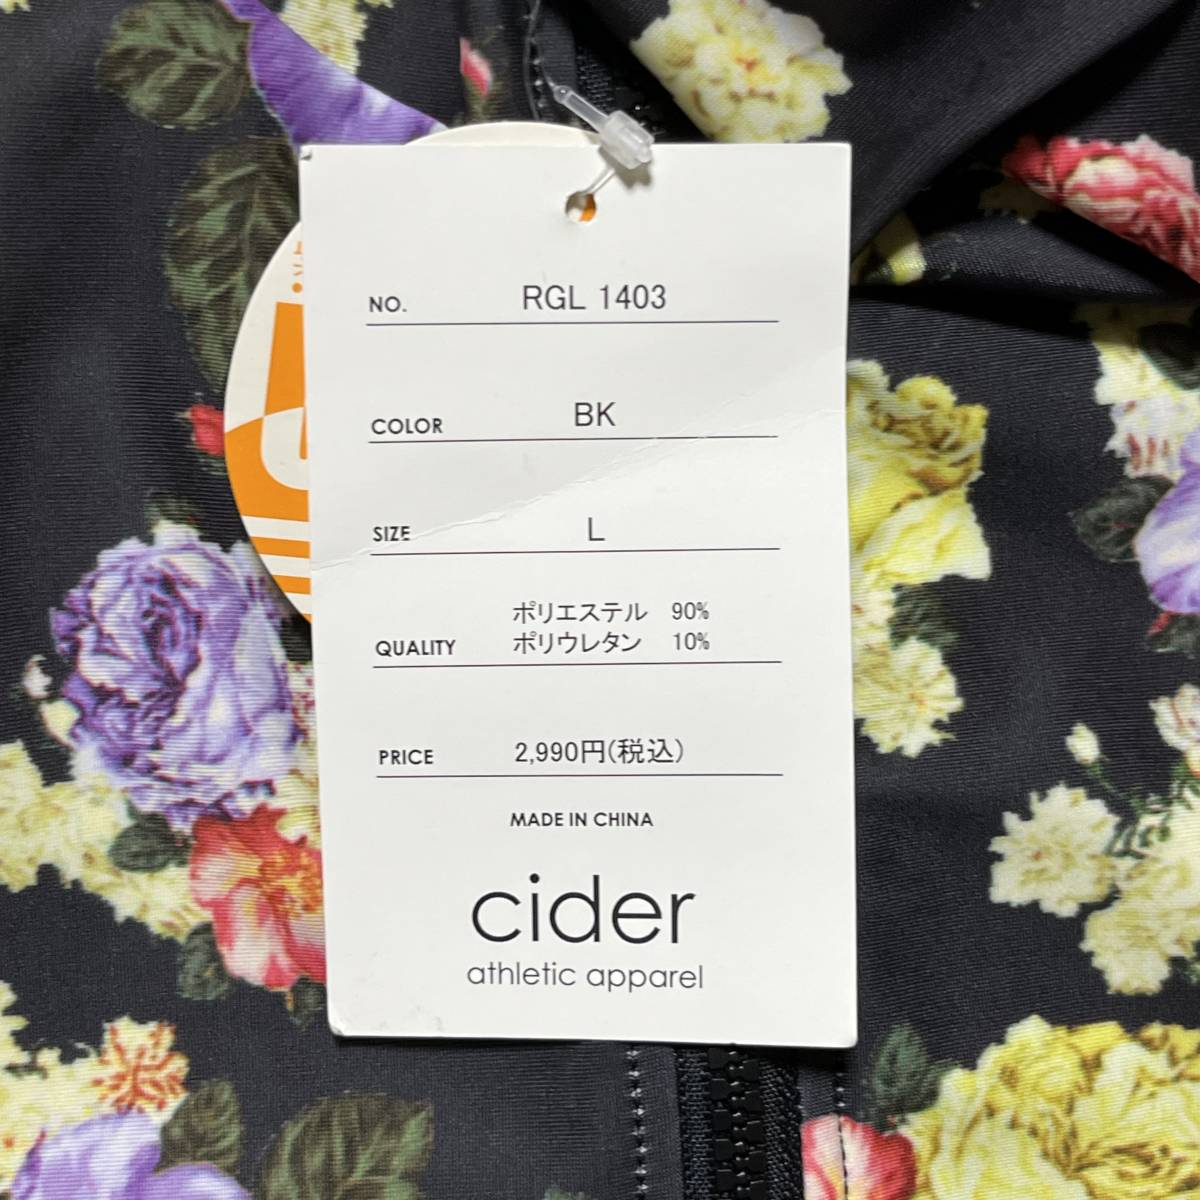 NO. RGL 1403
COLOR BK
SIZE L
ポリエステル 90%
QUALITY ポリウレタン 10%
PRICE 2,990円(税込)
MADE IN CHINA
cider
athletic apparel